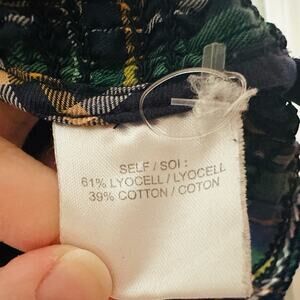 SELF / SOI :
61% LYOCELL / LYOCELL
39% COTTON / COTON